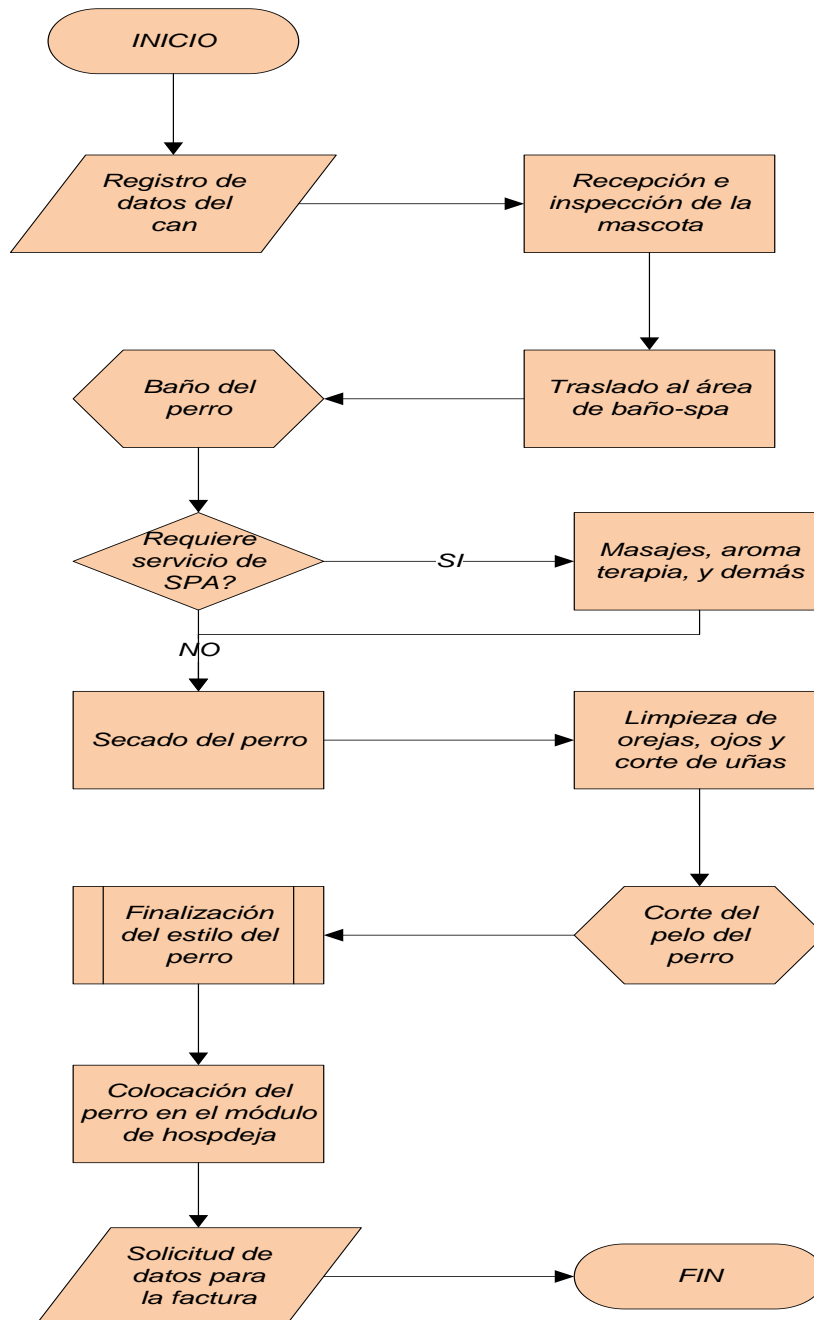 INICIO
Registro de
datos del
can
Recepción e
inspección de la
mascota
Traslado al área
de baño-spa
Baño del
perro
Requiere
servicio de
SPA?
SI
Masajes, aroma
terapia, y demás
NO
Secado del perro
Limpieza de
orejas, ojos y
corte de uñas
Corte del
pelo del
perro
Finalización
del estilo del
perro
Colocación del
perro en el módulo
de hospdeja
Solicitud de
datos para
la factura
FIN